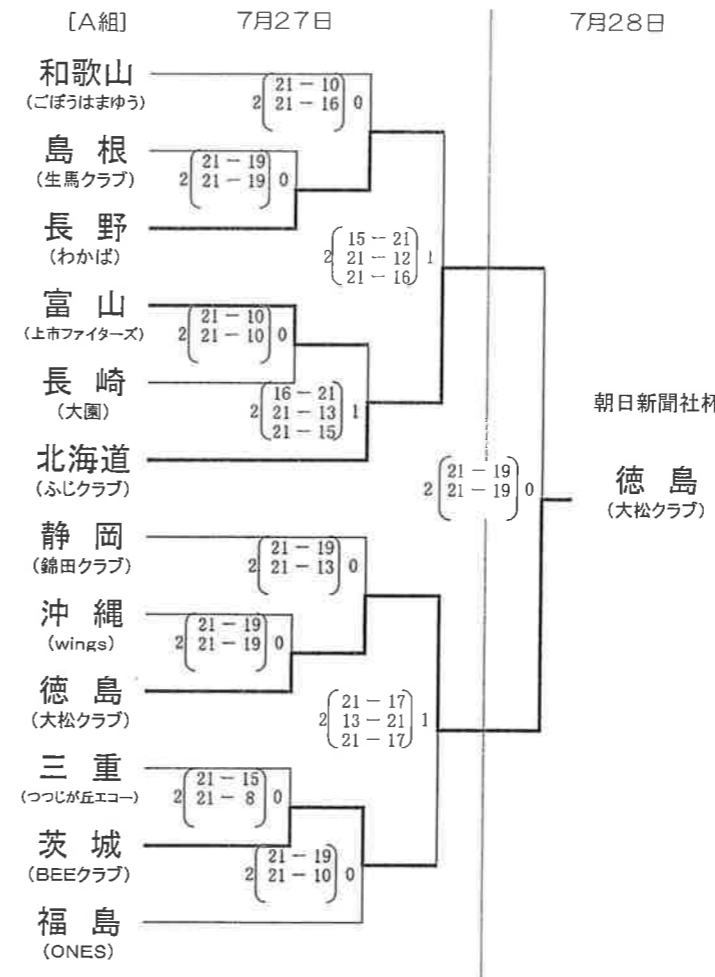 [A組] 7月27日 7月28日
和歌山
(ごぼうはまゆう)
2 21 − 10 0
21 − 16
島根
(生馬クラブ)
2 21 − 19 0
21 − 19
長野
(わかば)
2 15 − 21 1
21 − 12
21 − 16
富山
(上市ファイターズ)
2 21 − 10 0
21 − 10
長崎
(大園)
2 16 − 21 1
21 − 13
21 − 15
朝日新聞社杯
北海道
(ふじクラブ)
2 21 − 19 0
21 − 19
徳島
(大松クラブ)
静岡
(錦田クラブ)
2 21 − 19 0
21 − 13
沖縄
(wings)
2 21 − 19 0
21 − 19
徳島
(大松クラブ)
2 21 − 17 1
13 − 21
21 − 17
三重
(つつじが丘エコー)
2 21 − 15 0
21 − 8
茨城
(BEEクラブ)
2 21 − 19 0
21 − 10
福島
(ONES)